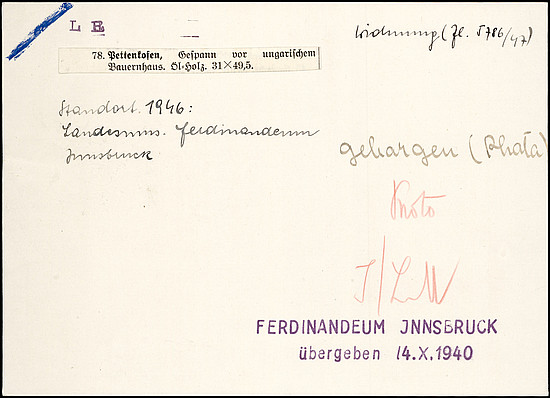 L E
Widmung (Zl. 5786/47)
78. Pettenkofen, Gespann vor ungarischem
Bauernhaus. Öl-Holz. 31×49,5.
Standort 1946:
Landesmus. Ferdinandeum
Innsbruck
geborgen (Photo)
Photo
I/LM
FERDINANDEUM JNNSBRUCK
übergeben 14.X.1940